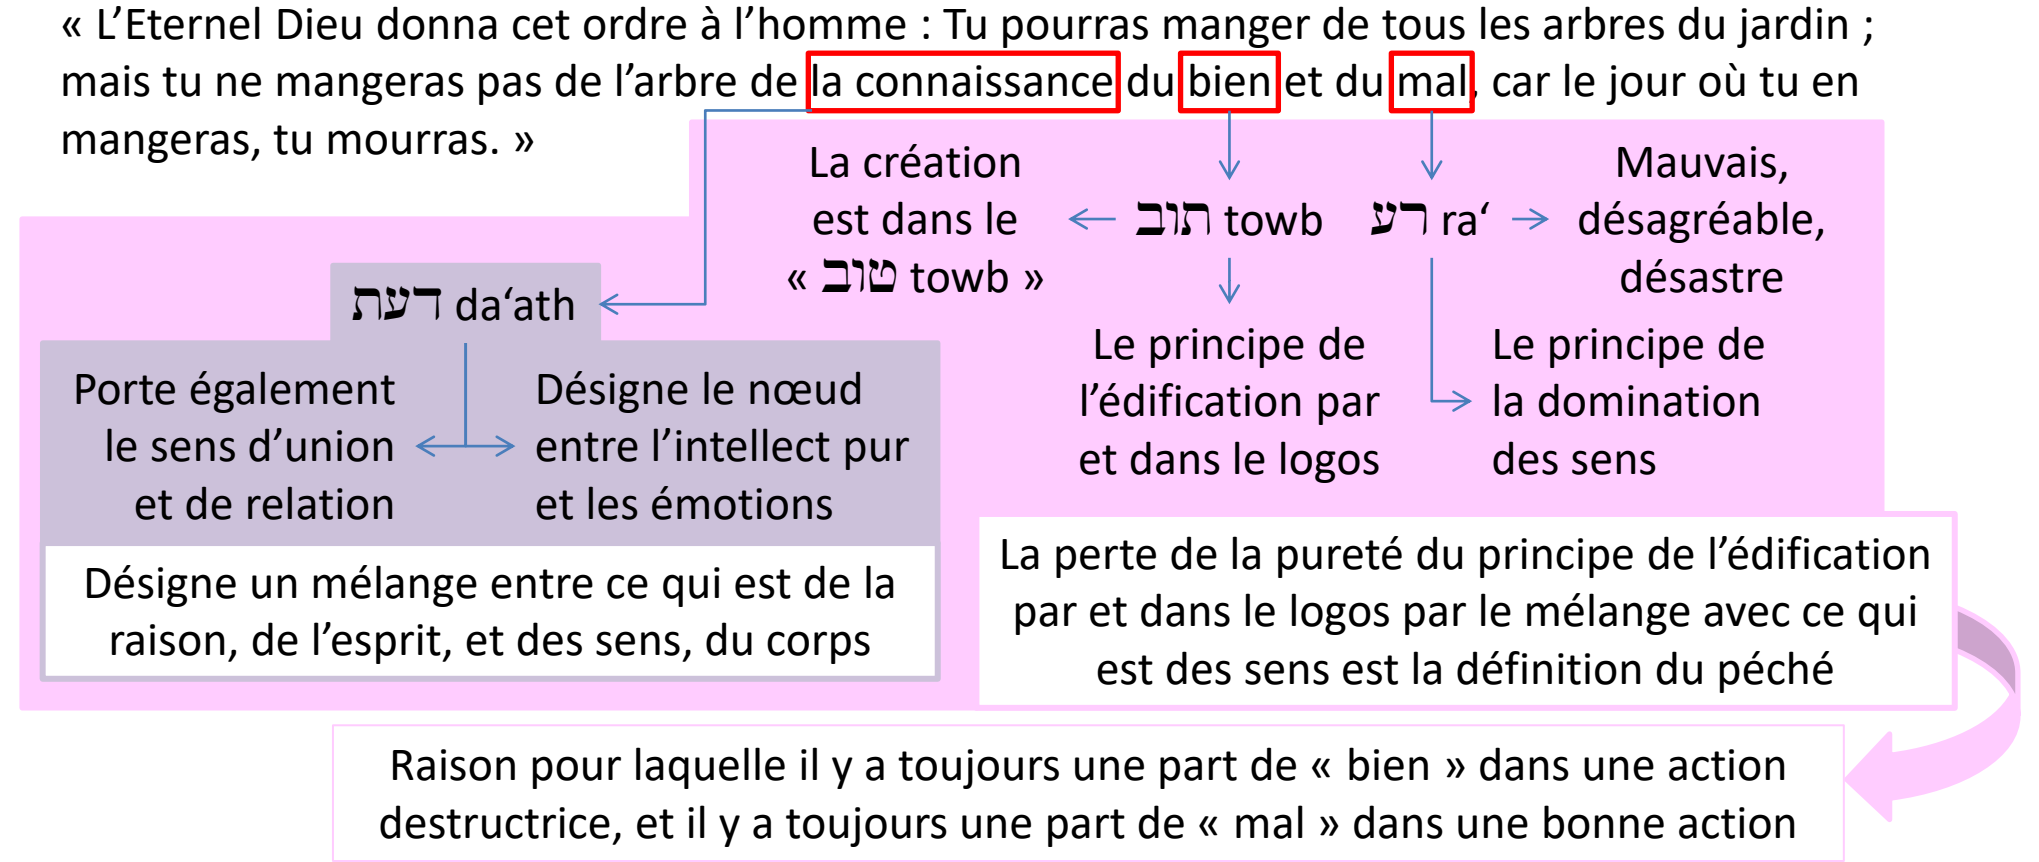 « L’Eternel Dieu donna cet ordre à l’homme : Tu pourras manger de tous les arbres du jardin ;
mais tu ne mangeras pas de l’arbre de la connaissance du bien et du mal, car le jour où tu en
mangeras, tu mourras. »
La création
est dans le
« טוב towb »
תוב towb
רע ra‘
Mauvais,
désagréable,
désastre
דעת da‘ath
Le principe de
l’édification par
et dans le logos
Le principe de
la domination
des sens
Porte également
le sens d’union
et de relation
Désigne le nœud
entre l’intellect pur
et les émotions
Désigne un mélange entre ce qui est de la
raison, de l’esprit, et des sens, du corps
La perte de la pureté du principe de l’édification
par et dans le logos par le mélange avec ce qui
est des sens est la définition du péché
Raison pour laquelle il y a toujours une part de « bien » dans une action
destructrice, et il y a toujours une part de « mal » dans une bonne action